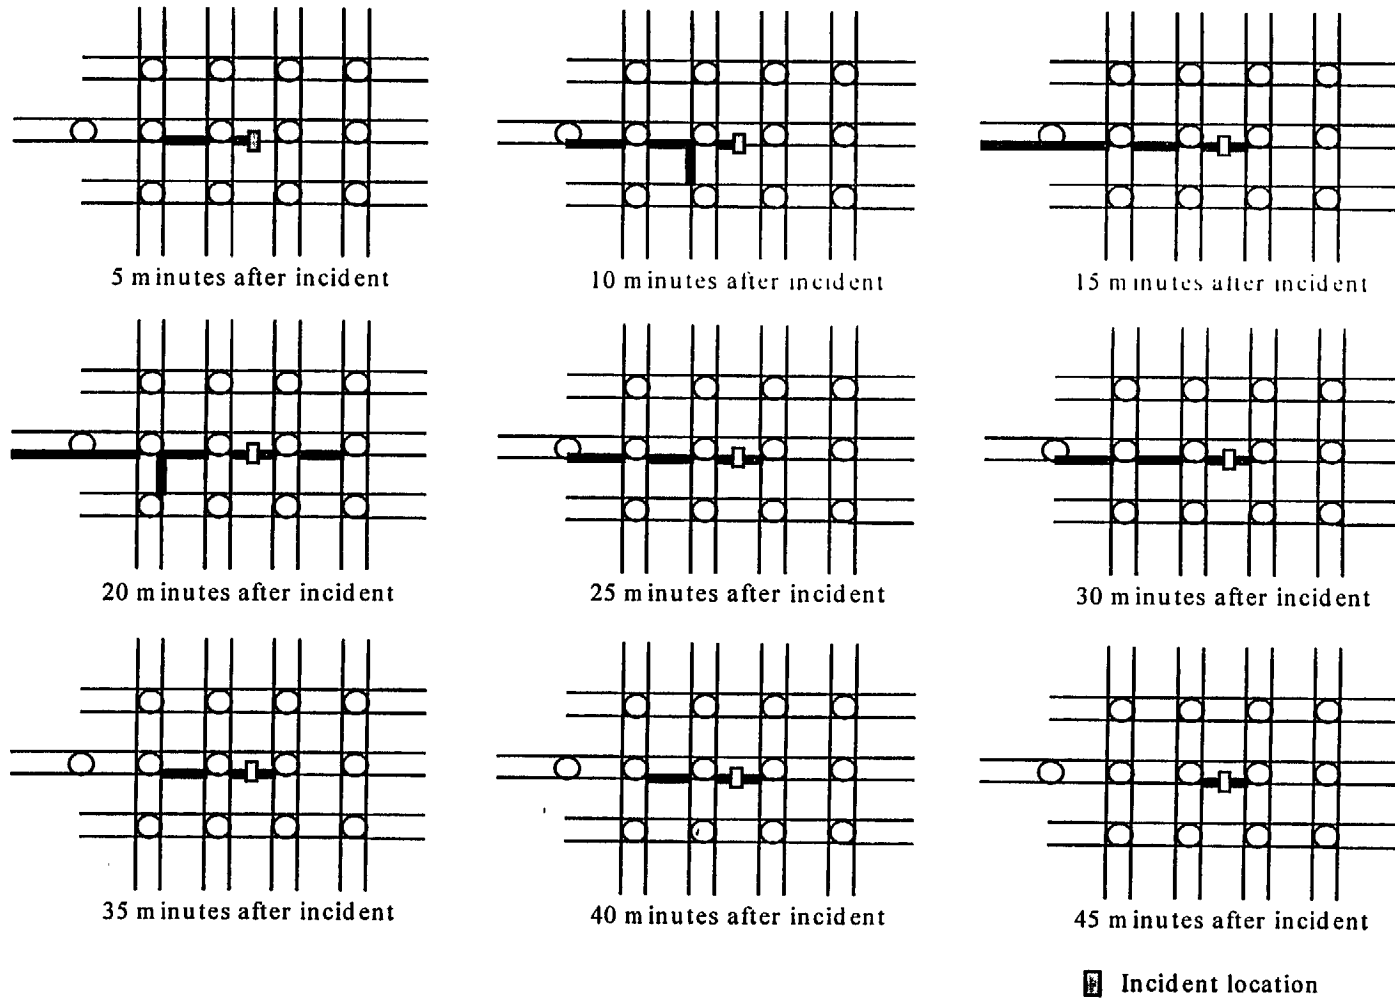 5 minutes after incident
10 minutes after incident
15 minutes after incident
20 minutes after incident
25 minutes after incident
30 minutes after incident
35 minutes after incident
40 minutes after incident
45 minutes after incident
Incident location